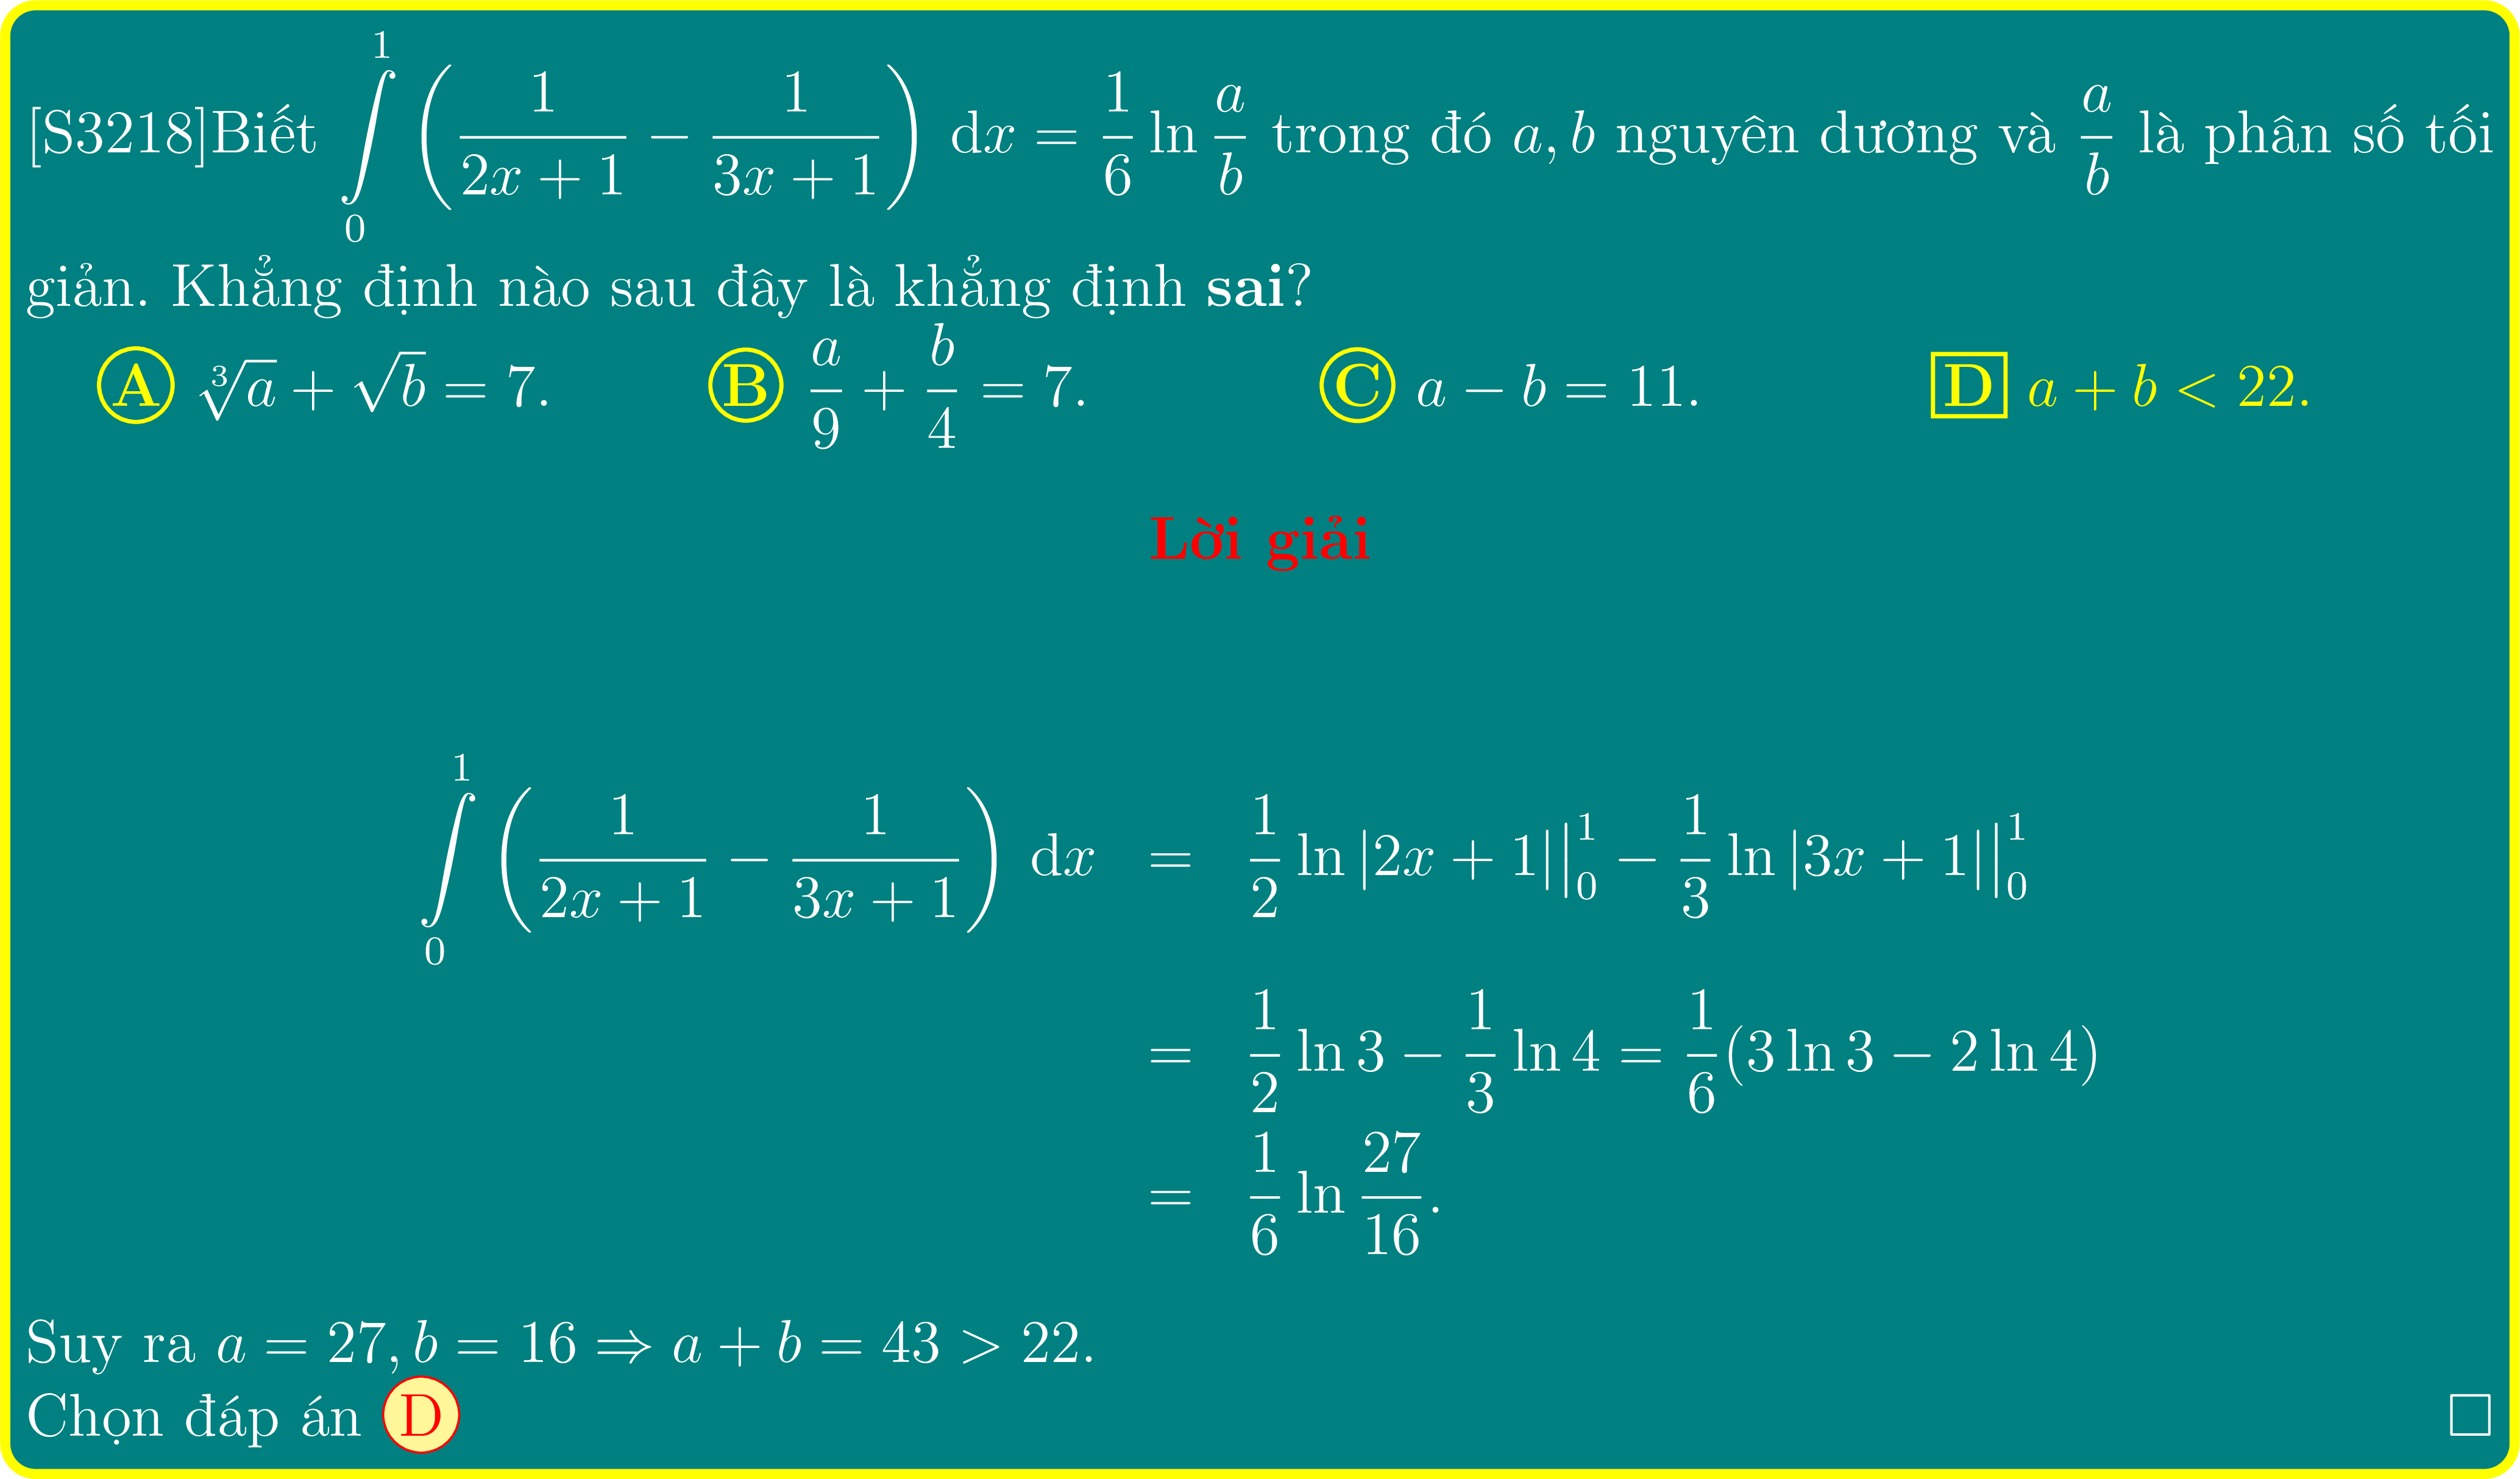 [S3218]Biết $\int\limits_0^1 \left(\frac{1}{2x+1} - \frac{1}{3x+1}\right) \mathrm{d}x = \frac{1}{6}\ln\frac{a}{b}$ trong đó $a, b$ nguyên dương và $\frac{a}{b}$ là phân số tối
giản. Khẳng định nào sau đây là khẳng định sai?
A $\sqrt[3]{a} + \sqrt{b} = 7.$ B $\frac{a}{9} + \frac{b}{4} = 7.$ C $a - b = 11.$ D $a + b < 22.$
Lời giải
$\int\limits_0^1 \left(\frac{1}{2x+1} - \frac{1}{3x+1}\right) \mathrm{d}x = \frac{1}{2}\ln|2x+1|\Big|_0^1 - \frac{1}{3}\ln|3x+1|\Big|_0^1$
$= \frac{1}{2}\ln 3 - \frac{1}{3}\ln 4 = \frac{1}{6}(3\ln 3 - 2\ln 4)$
$= \frac{1}{6}\ln\frac{27}{16}.$
Suy ra $a = 27, b = 16 \Rightarrow a + b = 43 > 22.$
Chọn đáp án D □